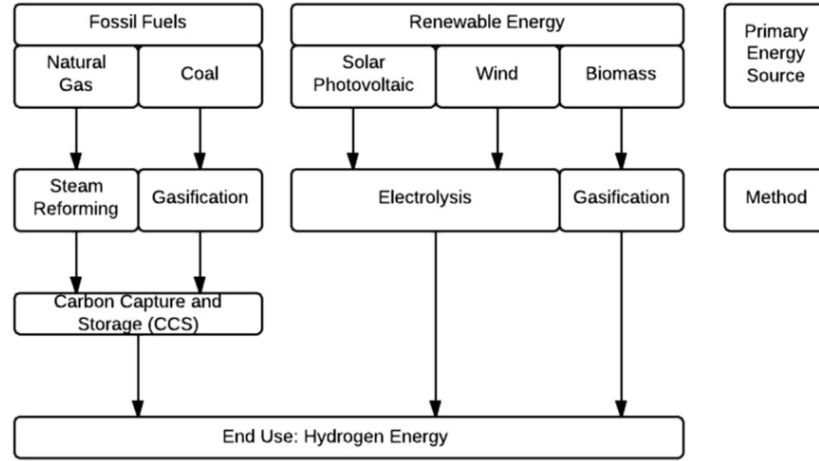 Fossil Fuels
Renewable Energy
Primary
Energy
Source
Natural
Gas
Coal
Solar
Photovoltaic
Wind
Biomass
Steam
Reforming
Gasification
Electrolysis
Gasification
Method
Carbon Capture and
Storage (CCS)
End Use: Hydrogen Energy